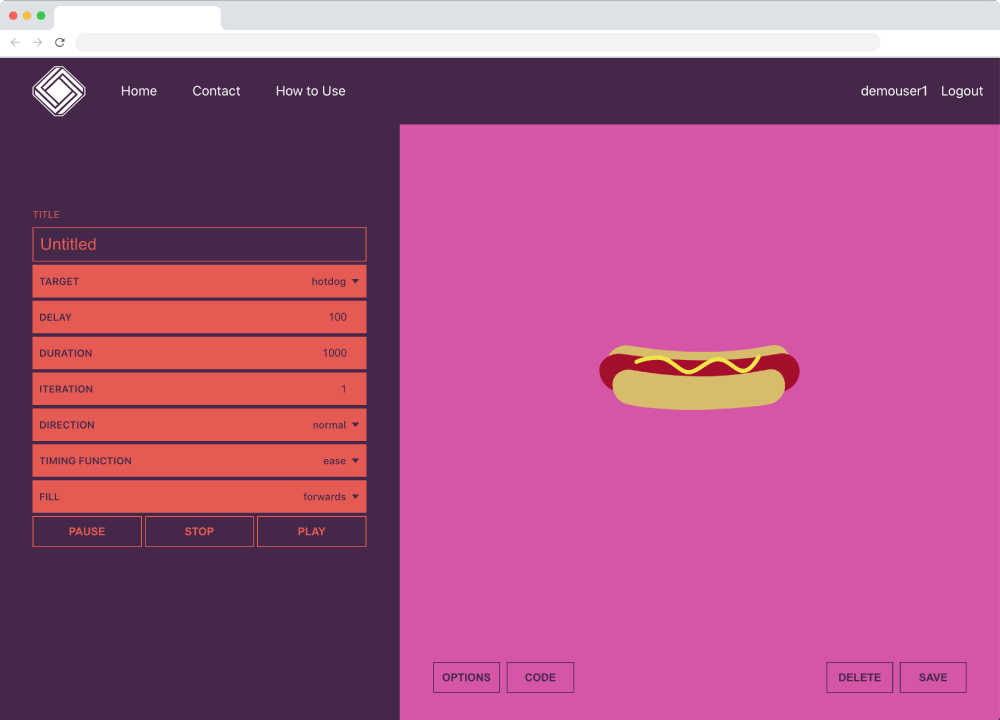 Home Contact How to Use demouser1 Logout
TITLE
Untitled
TARGET hotdog
DELAY 100
DURATION 1000
ITERATION 1
DIRECTION normal
TIMING FUNCTION ease
FILL forwards
PAUSE STOP PLAY
OPTIONS CODE DELETE SAVE